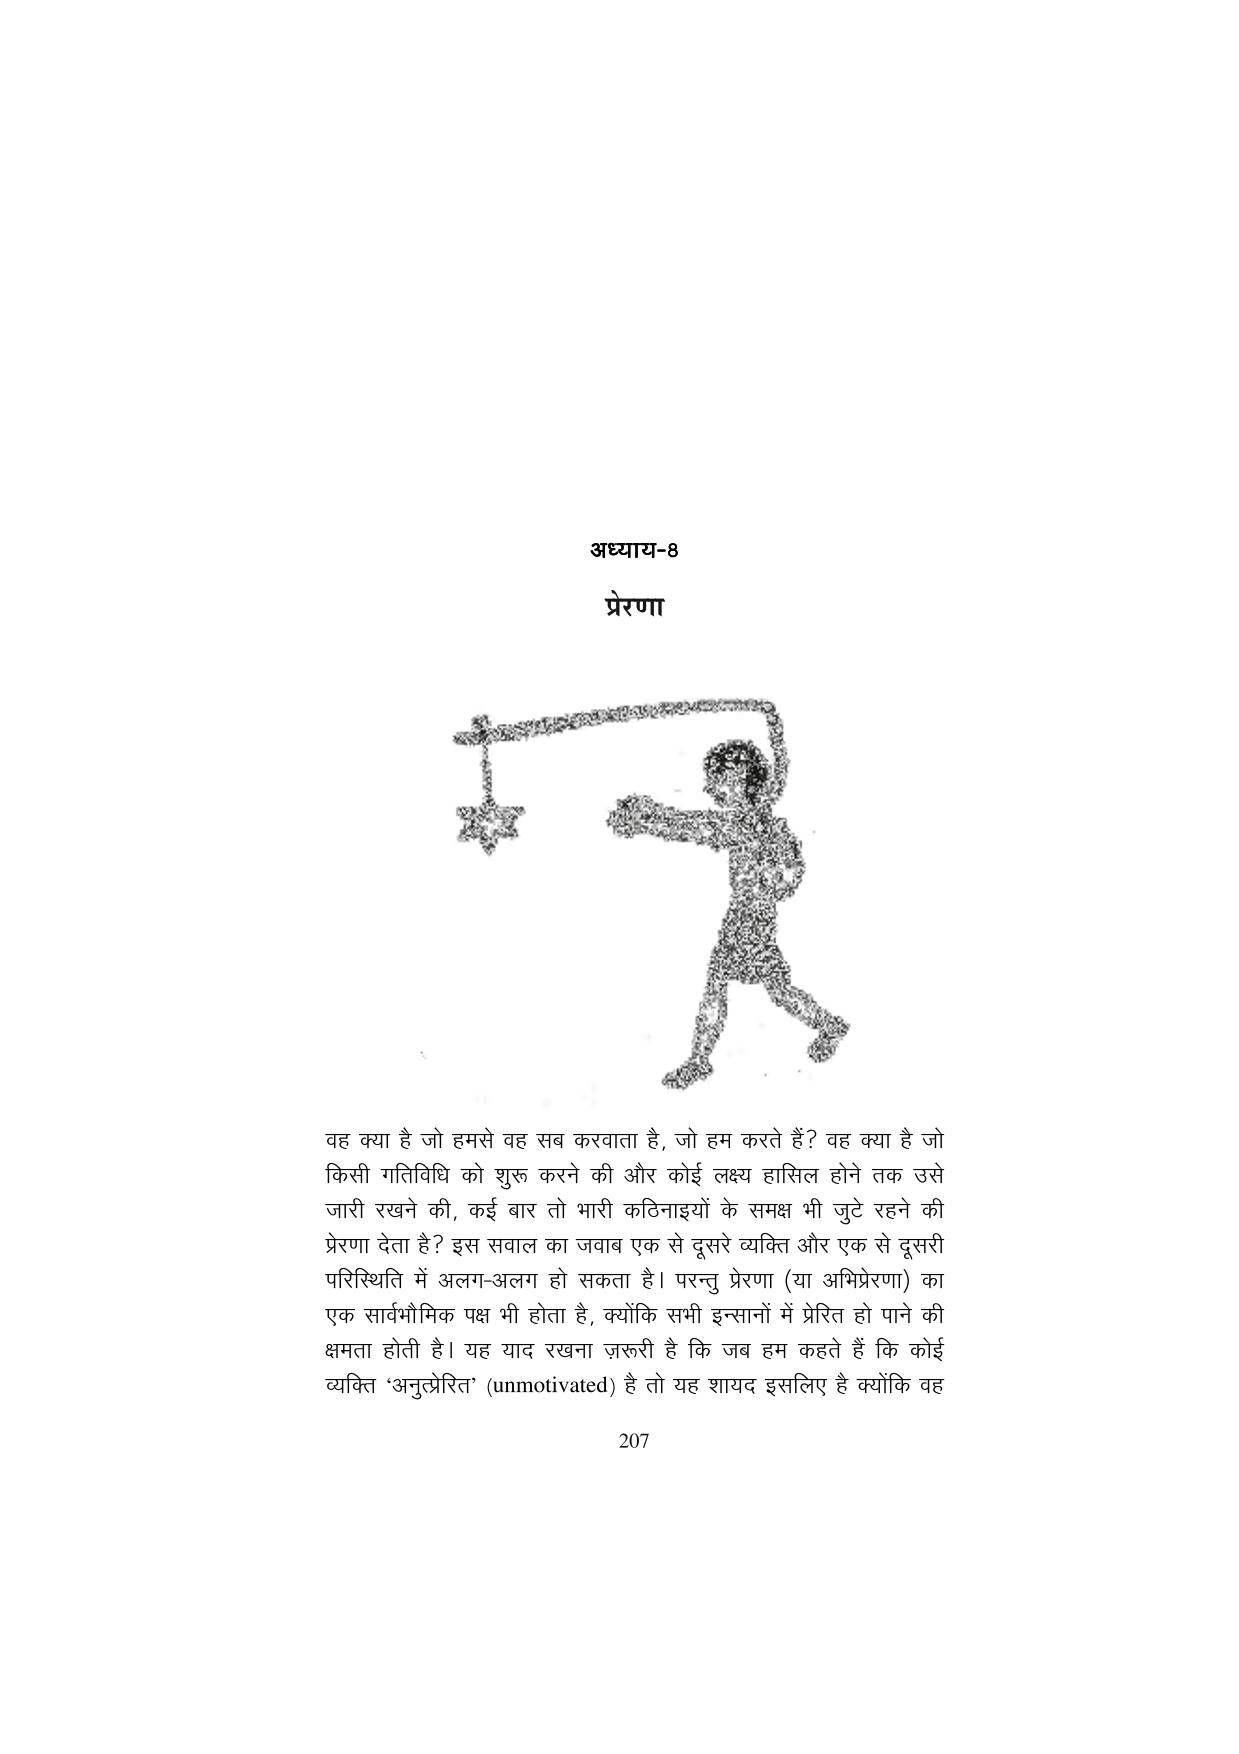 अध्याय-8
प्रेरणा
वह क्या है जो हमसे वह सब करवाता है, जो हम करते हैं? वह क्या है जो
किसी गतिविधि को शुरू करने की और कोई लक्ष्य हासिल होने तक उसे
जारी रखने की, कई बार तो भारी कठिनाइयों के समक्ष भी जुटे रहने की
प्रेरणा देता है? इस सवाल का जवाब एक से दूसरे व्यक्ति और एक से दूसरी
परिस्थिति में अलग-अलग हो सकता है। परन्तु प्रेरणा (या अभिप्रेरणा) का
एक सार्वभौमिक पक्ष भी होता है, क्योंकि सभी इन्सानों में प्रेरित हो पाने की
क्षमता होती है। यह याद रखना ज़रूरी है कि जब हम कहते हैं कि कोई
व्यक्ति ‘अनुत्प्रेरित’ (unmotivated) है तो यह शायद इसलिए है क्योंकि वह
207